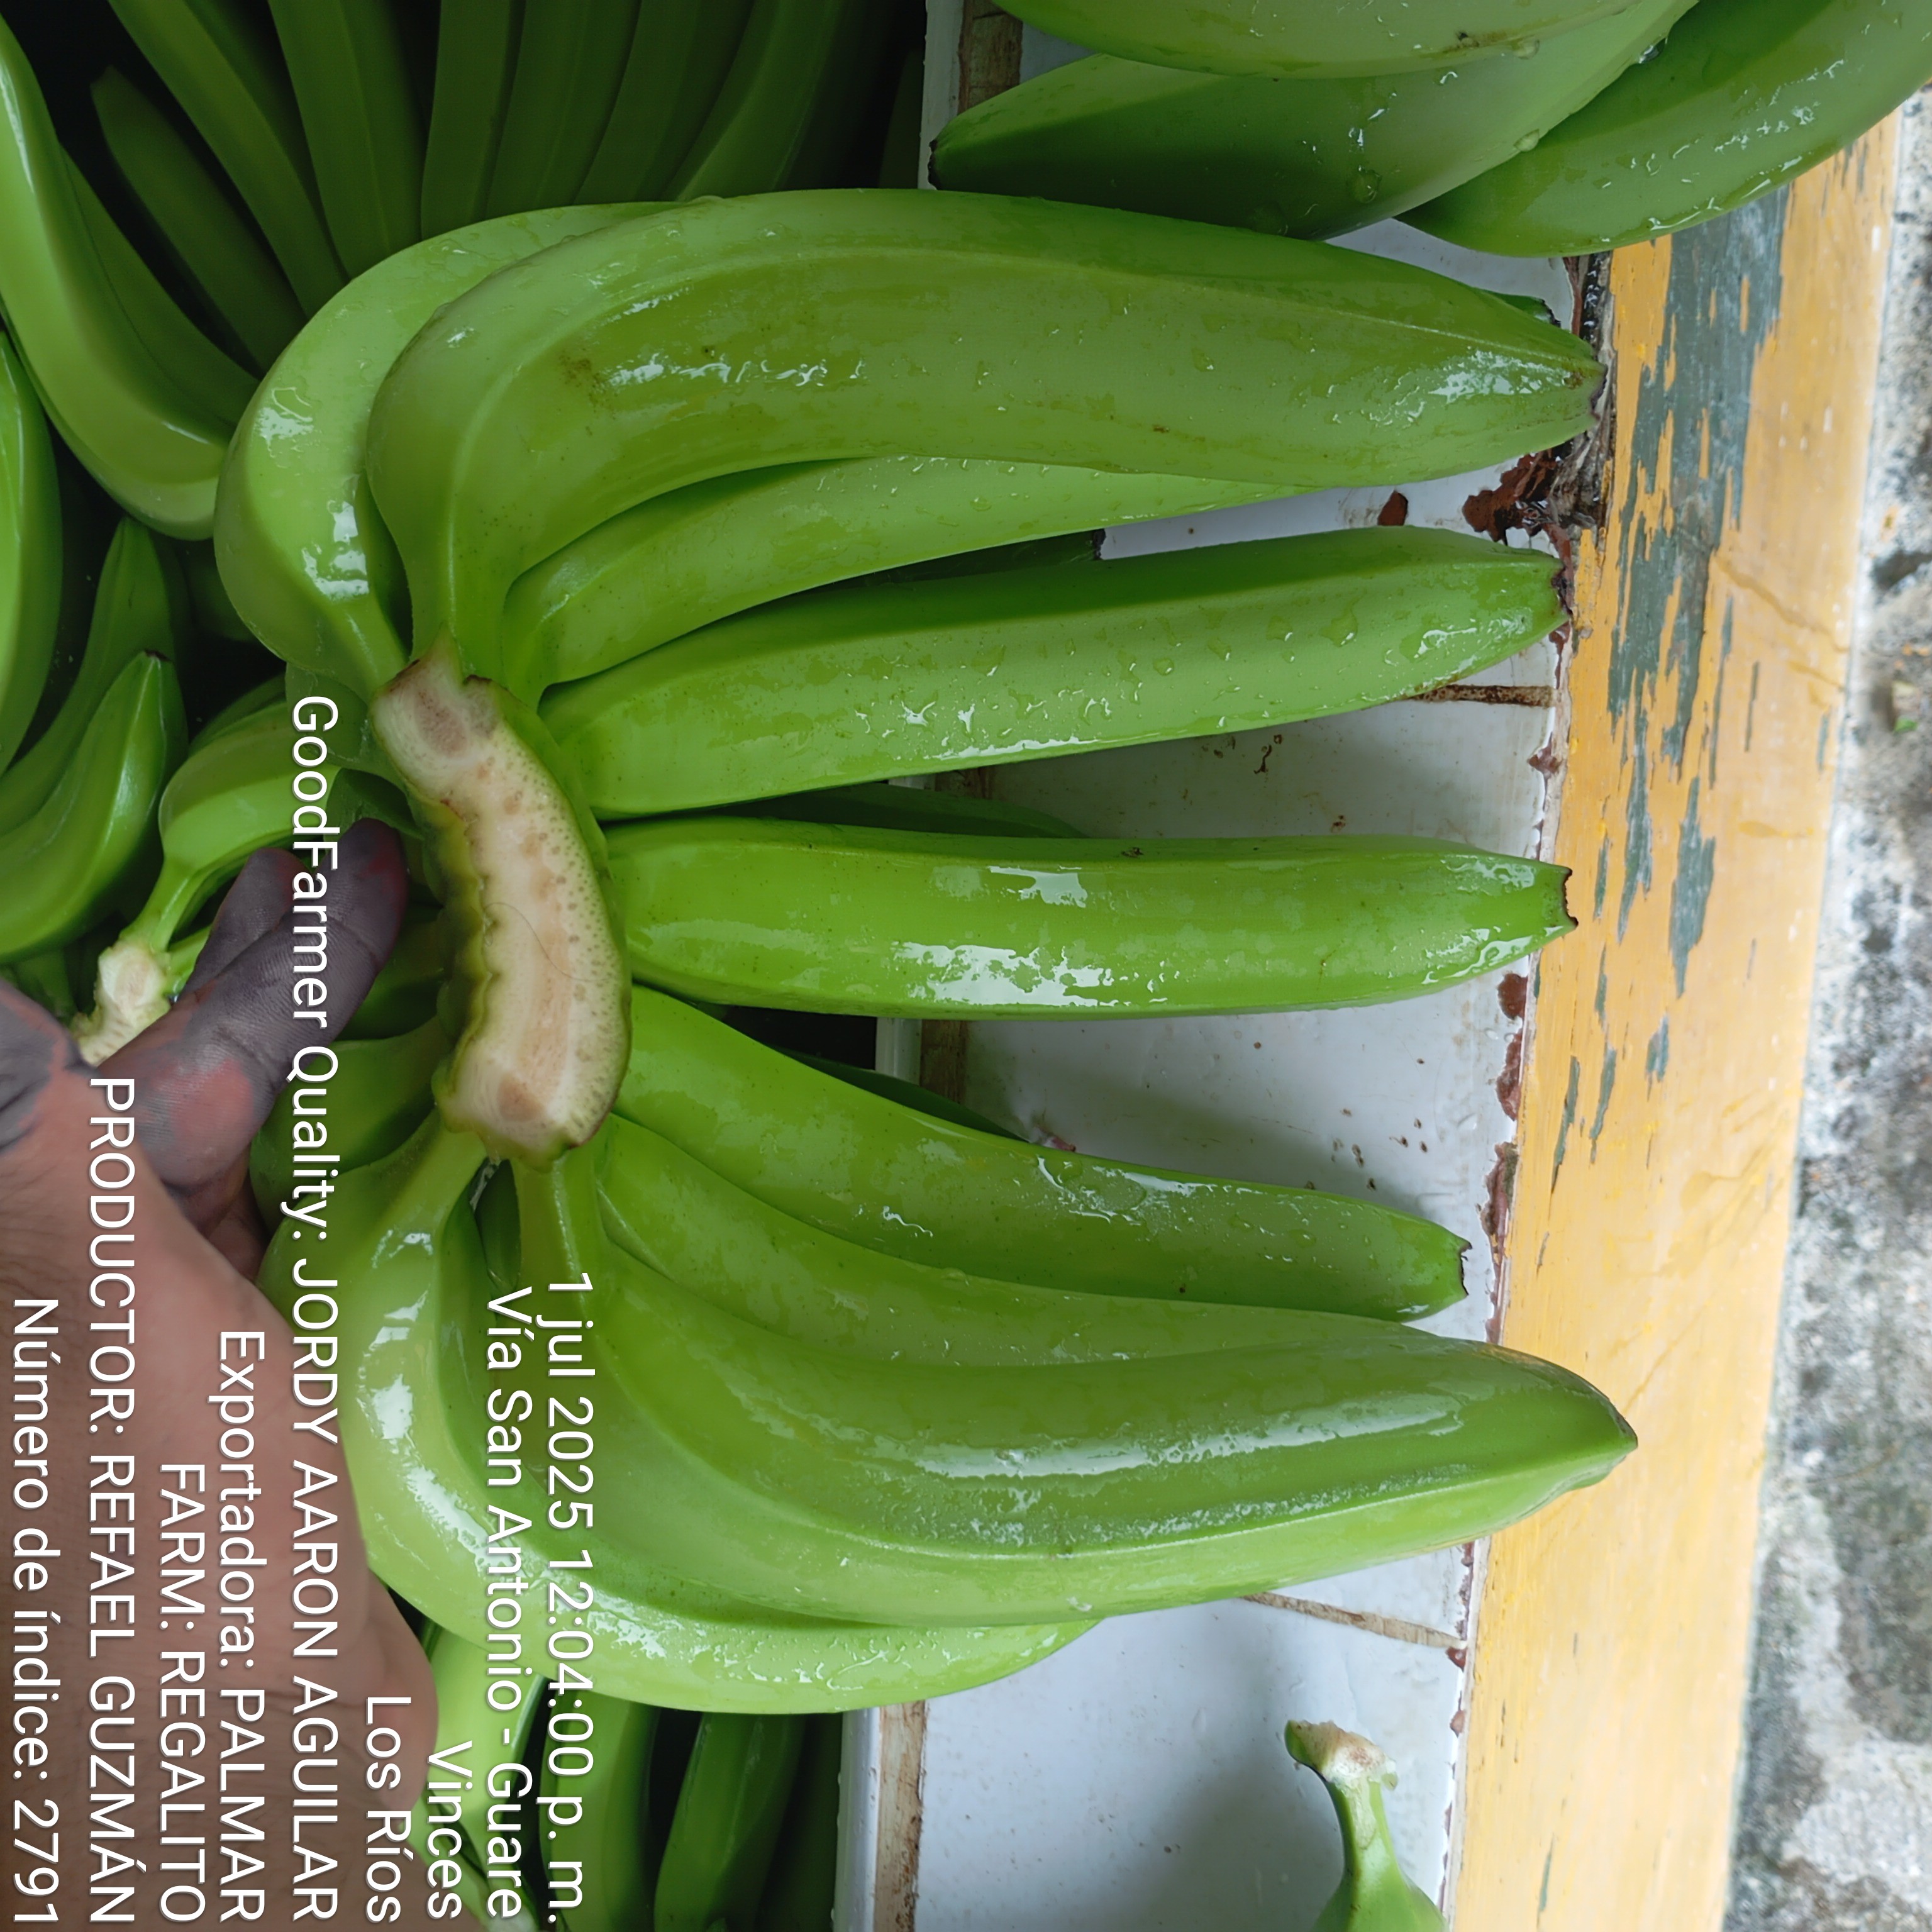 1 jul 2025 12:04:00 p. m.
Vía San Antonio - Guare
Vinces
Los Ríos
GoodFarmer Quality: JORDY AARON AGUILAR
Exportadora: PALMAR
FARM: REGALITO
PRODUCTOR: REFAEL GUZMÁN
Número de índice: 2791